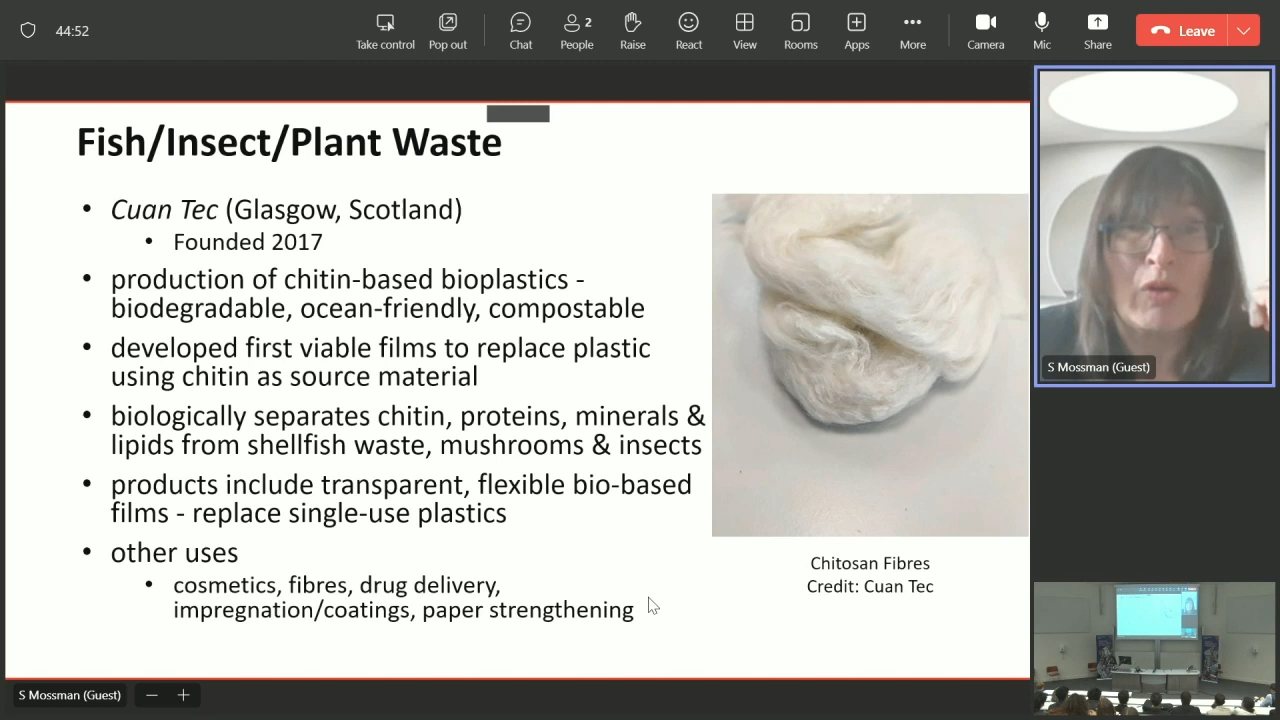 44:52
Take control
Pop out
Chat
2
People
Raise
React
View
Rooms
Apps
More
Camera
Mic
Share
Leave
Fish/Insect/Plant Waste
• Cuan Tec (Glasgow, Scotland)
• Founded 2017
• production of chitin-based bioplastics -
biodegradable, ocean-friendly, compostable
• developed first viable films to replace plastic
using chitin as source material
• biologically separates chitin, proteins, minerals &
lipids from shellfish waste, mushrooms & insects
• products include transparent, flexible bio-based
films - replace single-use plastics
• other uses
• cosmetics, fibres, drug delivery,
impregnation/coatings, paper strengthening
Chitosan Fibres
Credit: Cuan Tec
S Mossman (Guest)
S Mossman (Guest)